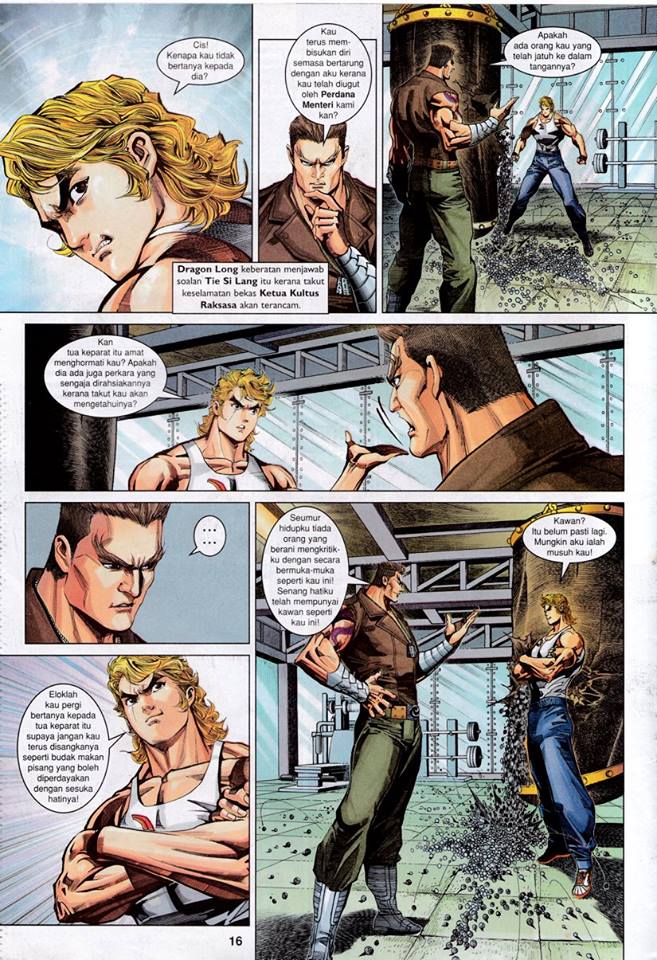 Cis!
Kenapa kau tidak
bertanya kepada
dia?
Kau
terus mem-
bisukan diri
semasa bertarung
dengan aku kerana
kau telah diugut
oleh Perdana
Menteri kami
kan?
Apakah
ada orang kau yang
telah jatuh ke dalam
tangannya?
Dragon Long keberatan menjawab
soalan Tie Si Lang itu kerana takut
keselamatan bekas Ketua Kultus
Raksasa akan terancam.
Kan
tua keparat itu amat
menghormati kau? Apakah
dia ada juga perkara yang
sengaja dirahsiakannya
kerana takut kau akan
mengetahuinya?
...
...
Seumur
hidupku tiada
orang yang
berani mengkritik-
ku dengan secara
bermuka-muka
seperti kau ini!
Senang hatiku
telah mempunyai
kawan seperti
kau ini!
Kawan?
Itu belum pasti lagi.
Mungkin aku ialah
musuh kau!
Eloklah
kau pergi
bertanya kepada
tua keparat itu
supaya jangan kau
terus disangkanya
seperti budak makan
pisang yang boleh
diperdayakan
dengan sesuka
hatinya!
16